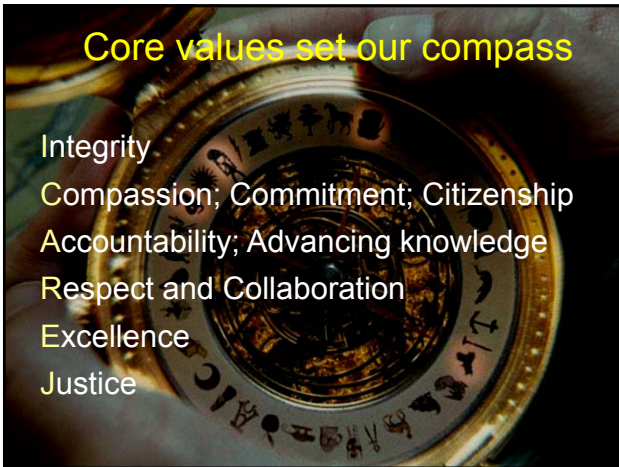 Core values set our compass
Integrity
Compassion; Commitment; Citizenship
Accountability; Advancing knowledge
Respect and Collaboration
Excellence
Justice